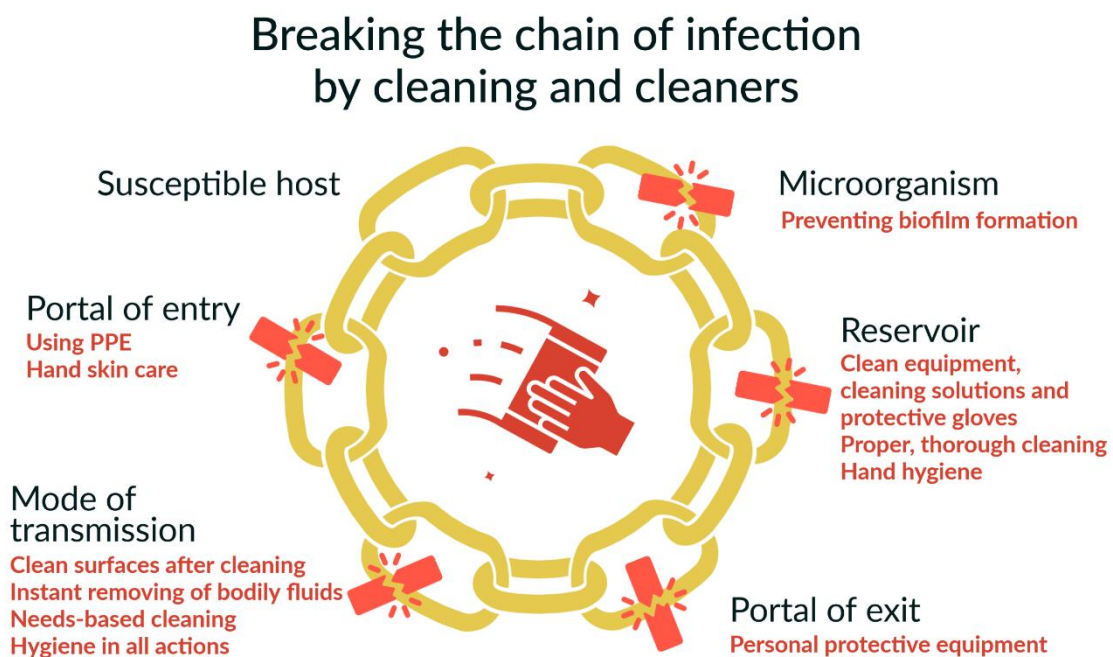 Breaking the chain of infection
by cleaning and cleaners
Susceptible host
Microorganism
Preventing biofilm formation
Portal of entry
Using PPE
Hand skin care
Reservoir
Clean equipment,
cleaning solutions and
protective gloves
Proper, thorough cleaning
Hand hygiene
Mode of
transmission
Clean surfaces after cleaning
Instant removing of bodily fluids
Needs-based cleaning
Hygiene in all actions
Portal of exit
Personal protective equipment